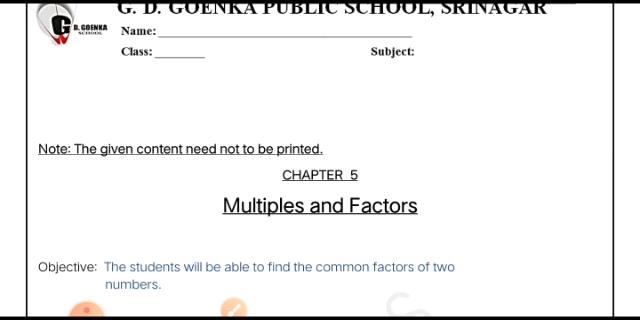 G. D. GOENKA PUBLIC SCHOOL, SRINAGAR
G D. GOENKA
SCHOOL
Name:
Class:
Subject:
Note: The given content need not to be printed.
CHAPTER 5
Multiples and Factors
Objective: The students will be able to find the common factors of two
numbers.